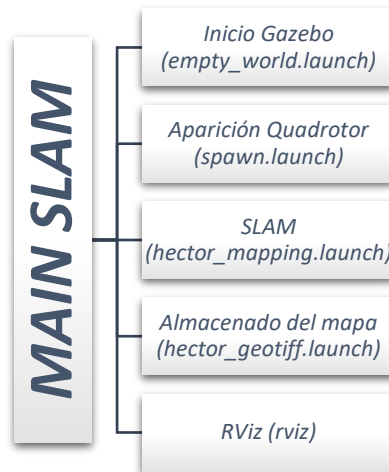 MAIN SLAM
Inicio Gazebo
(empty_world.launch)
Aparición Quadrotor
(spawn.launch)
SLAM
(hector_mapping.launch)
Almacenado del mapa
(hector_geotiff.launch)
RViz (rviz)